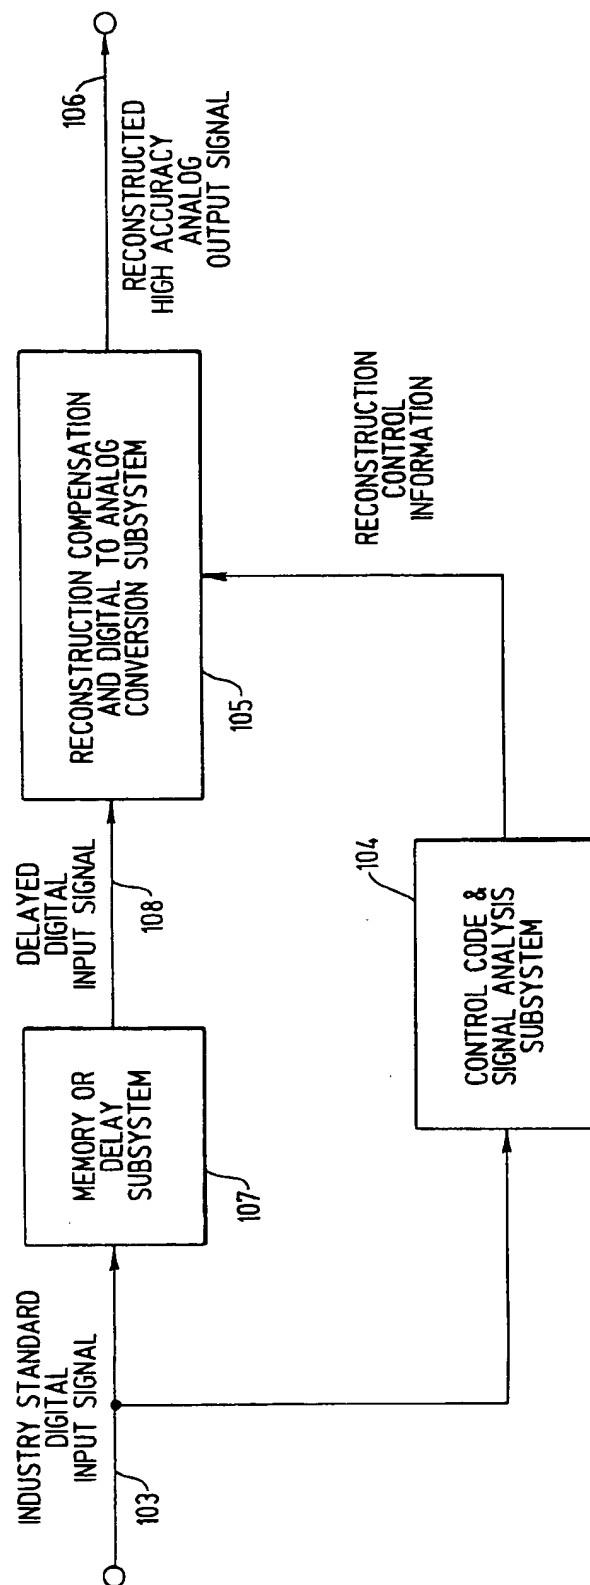 INDUSTRY STANDARD
DIGITAL
INPUT SIGNAL
103
MEMORY OR
DELAY
SUBSYSTEM
107
DELAYED
DIGITAL
INPUT SIGNAL
108
RECONSTRUCTION COMPENSATION
AND DIGITAL TO ANALOG
CONVERSION SUBSYSTEM
105
106
RECONSTRUCTED
HIGH ACCURACY
ANALOG
OUTPUT SIGNAL
104
CONTROL CODE &
SIGNAL ANALYSIS
SUBSYSTEM
RECONSTRUCTION
CONTROL
INFORMATION